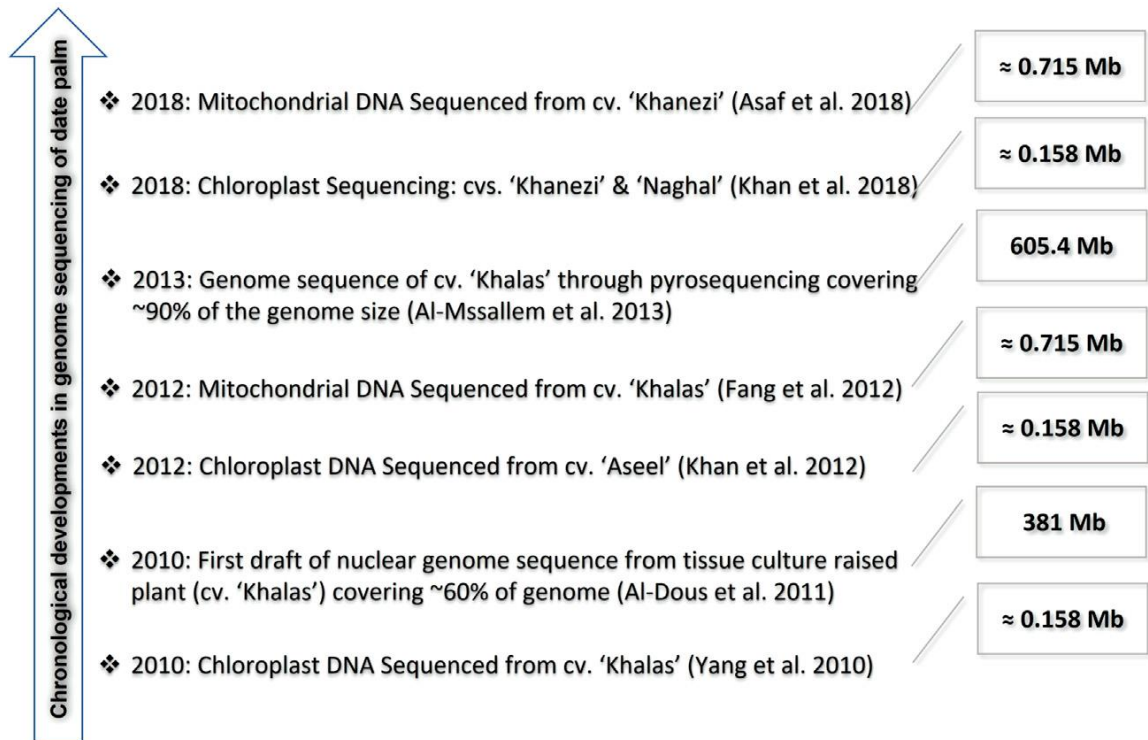 Chronological developments in genome sequencing of date palm
❖ 2018: Mitochondrial DNA Sequenced from cv. ‘Khanezi’ (Asaf et al. 2018)
≈ 0.715 Mb
❖ 2018: Chloroplast Sequencing: cvs. ‘Khanezi’ & ‘Naghal’ (Khan et al. 2018)
≈ 0.158 Mb
❖ 2013: Genome sequence of cv. ‘Khalas’ through pyrosequencing covering
~90% of the genome size (Al-Mssallem et al. 2013)
605.4 Mb
❖ 2012: Mitochondrial DNA Sequenced from cv. ‘Khalas’ (Fang et al. 2012)
≈ 0.715 Mb
❖ 2012: Chloroplast DNA Sequenced from cv. ‘Aseel’ (Khan et al. 2012)
≈ 0.158 Mb
❖ 2010: First draft of nuclear genome sequence from tissue culture raised
plant (cv. ‘Khalas’) covering ~60% of genome (Al-Dous et al. 2011)
381 Mb
❖ 2010: Chloroplast DNA Sequenced from cv. ‘Khalas’ (Yang et al. 2010)
≈ 0.158 Mb